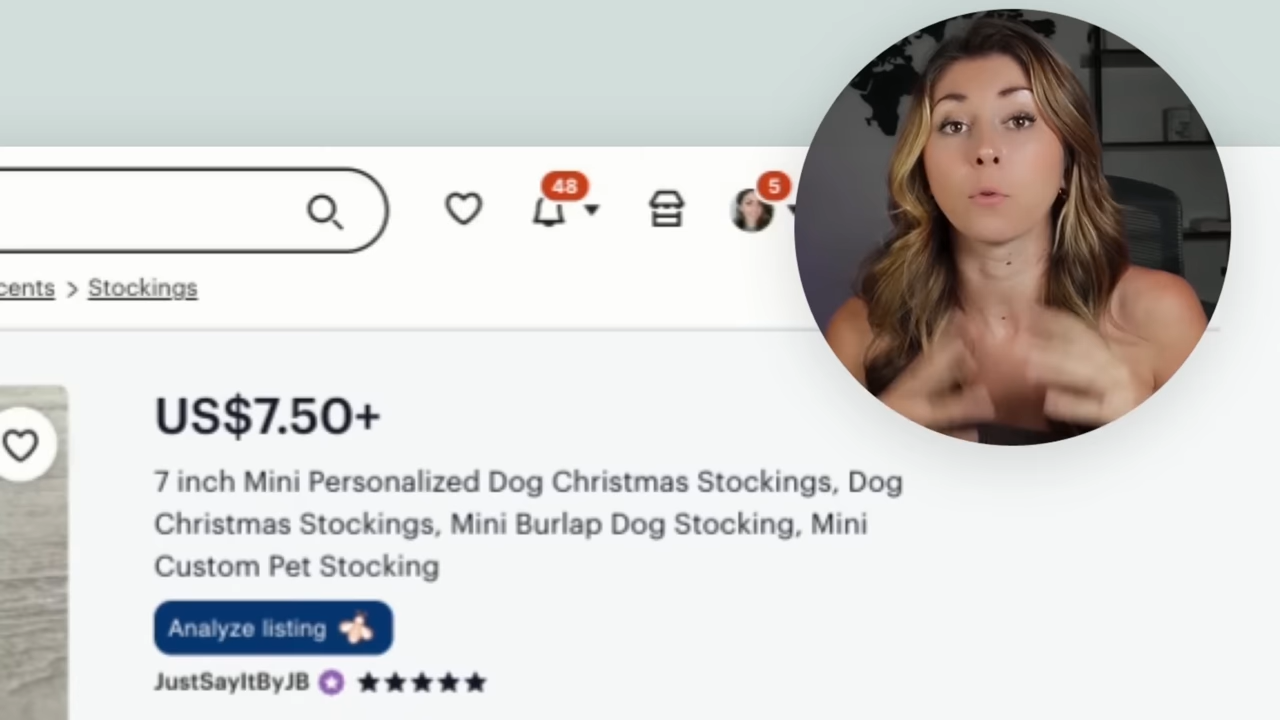 48
5
cents > Stockings
US$7.50+
7 inch Mini Personalized Dog Christmas Stockings, Dog
Christmas Stockings, Mini Burlap Dog Stocking, Mini
Custom Pet Stocking
Analyze listing
JustSayItByJB